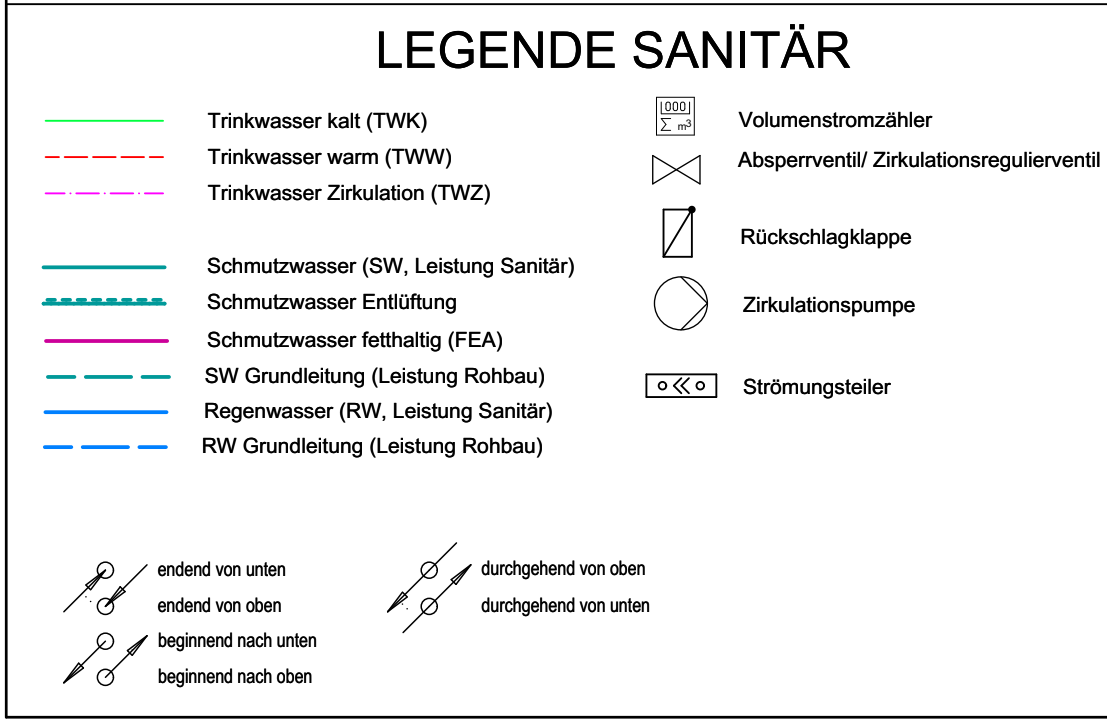 LEGENDE SANITÄR
Trinkwasser kalt (TWK)
Trinkwasser warm (TWW)
Trinkwasser Zirkulation (TWZ)
Schmutzwasser (SW, Leistung Sanitär)
Schmutzwasser Entlüftung
Schmutzwasser fetthaltig (FEA)
SW Grundleitung (Leistung Rohbau)
Regenwasser (RW, Leistung Sanitär)
RW Grundleitung (Leistung Rohbau)
000
Σ m³
Volumenstromzähler
Absperrventil/ Zirkulationsregulierventil
Rückschlagklappe
Zirkulationspumpe
Strömungsteiler
endend von unten
endend von oben
beginnend nach unten
beginnend nach oben
durchgehend von oben
durchgehend von unten